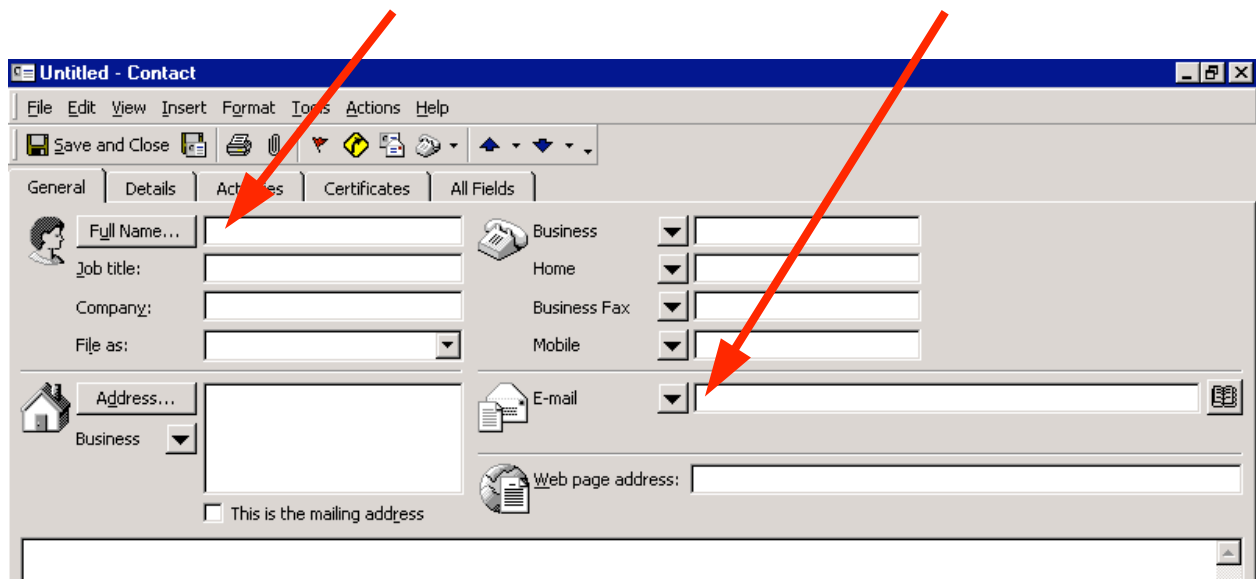 Untitled - Contact
File Edit View Insert Format Tools Actions Help
Save and Close
General Details Activities Certificates All Fields
Full Name... Business
Job title: Home
Company: Business Fax
File as: Mobile
Address... E-mail
Business
Web page address:
This is the mailing address